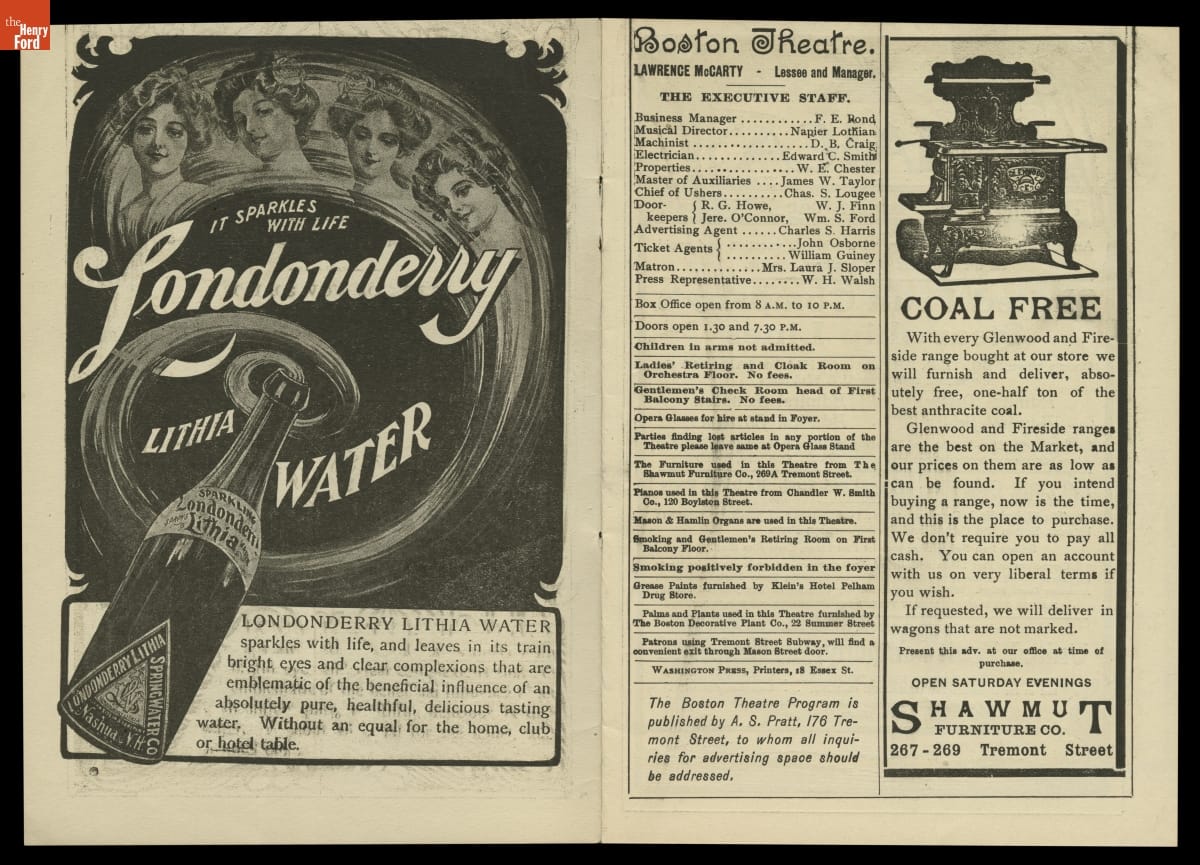 the
Henry
Ford
IT SPARKLES
WITH LIFE
Londonderry
LITHIA
WATER
SPARKLING
Londonderry
Lithia
LONDONDERRY LITHIA
SPRING WATER CO
Nashua, N.H.
LONDONDERRY LITHIA WATER
sparkles with life, and leaves in its train
bright eyes and clear complexions that are
emblematic of the beneficial influence of an
absolutely pure, healthful, delicious tasting
water. Without an equal for the home, club
or hotel table.
Boston Theatre.
LAWRENCE McCARTY - Lessee and Manager.
THE EXECUTIVE STAFF.
Business Manager ............ F. E. Pond
Musical Director.......... Napier Lothian
Machinist .................. D. B. Craig
Electrician.............. Edward C. Smith
Properties................ W. E. Chester
Master of Auxiliaries .... James W. Taylor
Chief of Ushers.......... Chas. S. Lougee
Door- { R. G. Howe, W. J. Finn
keepers } Jere. O'Connor, Wm. S. Ford
Advertising Agent ...... Charles S. Harris
Ticket Agents { .......... John Osborne
.......... William Guiney
Matron.............. Mrs. Laura J. Sloper
Press Representative........ W. H. Walsh
Box Office open from 8 A.M. to 10 P.M.
Doors open 1.30 and 7.30 P.M.
Children in arms not admitted.
Ladies' Retiring and Cloak Room on
Orchestra Floor. No fees.
Gentlemen's Check Room head of First
Balcony Stairs. No fees.
Opera Glasses for hire at stand in Foyer.
Parties finding lost articles in any portion of the
Theatre please leave same at Opera Glass Stand
The Furniture used in this Theatre from The
Shawmut Furniture Co., 269A Tremont Street.
Pianos used in this Theatre from Chandler W. Smith
Co., 120 Boylston Street.
Mason & Hamlin Organs are used in this Theatre.
Smoking and Gentlemen's Retiring Room on First
Balcony Floor.
Smoking positively forbidden in the foyer
Grease Paints furnished by Klein's Hotel Pelham
Drug Store.
Palms and Plants used in this Theatre furnished by
The Boston Decorative Plant Co., 22 Summer Street
Patrons using Tremont Street Subway, will find a
convenient exit through Mason Street door.
WASHINGTON PRESS, Printers, 18 Essex St.
The Boston Theatre Program is
published by A. S. Pratt, 176 Tre-
mont Street, to whom all inqui-
ries for advertising space should
be addressed.
GLENWOOD
COAL FREE
With every Glenwood and Fire-
side range bought at our store we
will furnish and deliver, abso-
lutely free, one-half ton of the
best anthracite coal.
Glenwood and Fireside ranges
are the best on the Market, and
our prices on them are as low as
can be found. If you intend
buying a range, now is the time,
and this is the place to purchase.
We don't require you to pay all
cash. You can open an account
with us on very liberal terms if
you wish.
If requested, we will deliver in
wagons that are not marked.
Present this adv. at our office at time of
purchase.
OPEN SATURDAY EVENINGS
SHAWMUT
FURNITURE CO.
267-269 Tremont Street